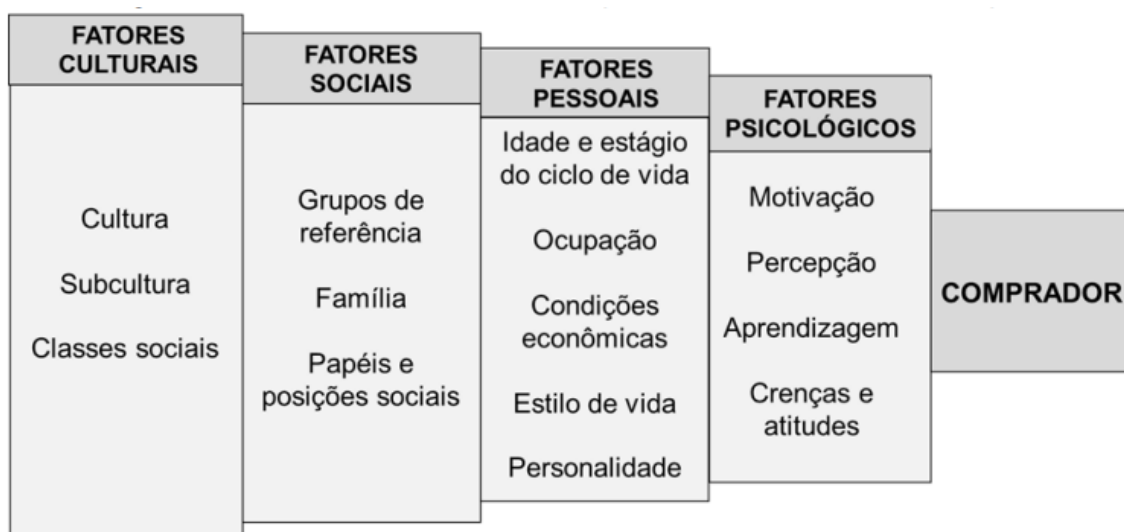 FATORES
CULTURAIS
Cultura
Subcultura
Classes sociais
FATORES
SOCIAIS
Grupos de
referência
Família
Papéis e
posições sociais
FATORES
PESSOAIS
Idade e estágio
do ciclo de vida
Ocupação
Condições
econômicas
Estilo de vida
Personalidade
FATORES
PSICOLÓGICOS
Motivação
Percepção
Aprendizagem
Crenças e
atitudes
COMPRADOR